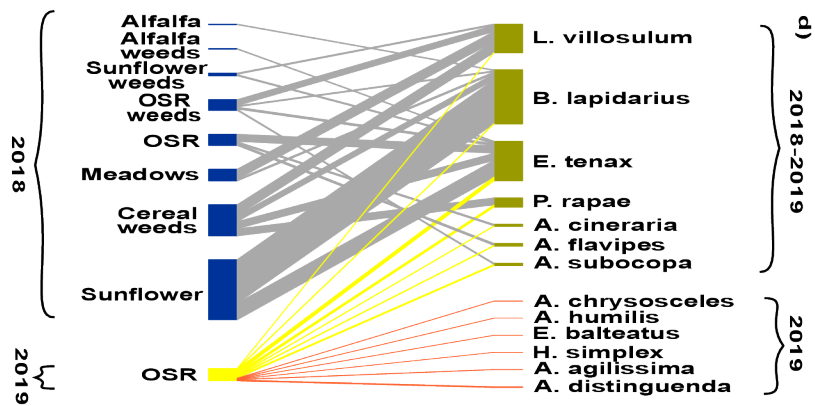 Alfalfa
Alfalfa
weeds
Sunflower
weeds
OSR
weeds
OSR
Meadows
Cereal
weeds
Sunflower
OSR
2018
2019
L. villosulum
B. lapidarius
E. tenax
P. rapae
A. cineraria
A. flavipes
A. subocopa
A. chrysosceles
A. humilis
E. balteatus
H. simplex
A. agilissima
A. distinguenda
d)
2018-2019
2019